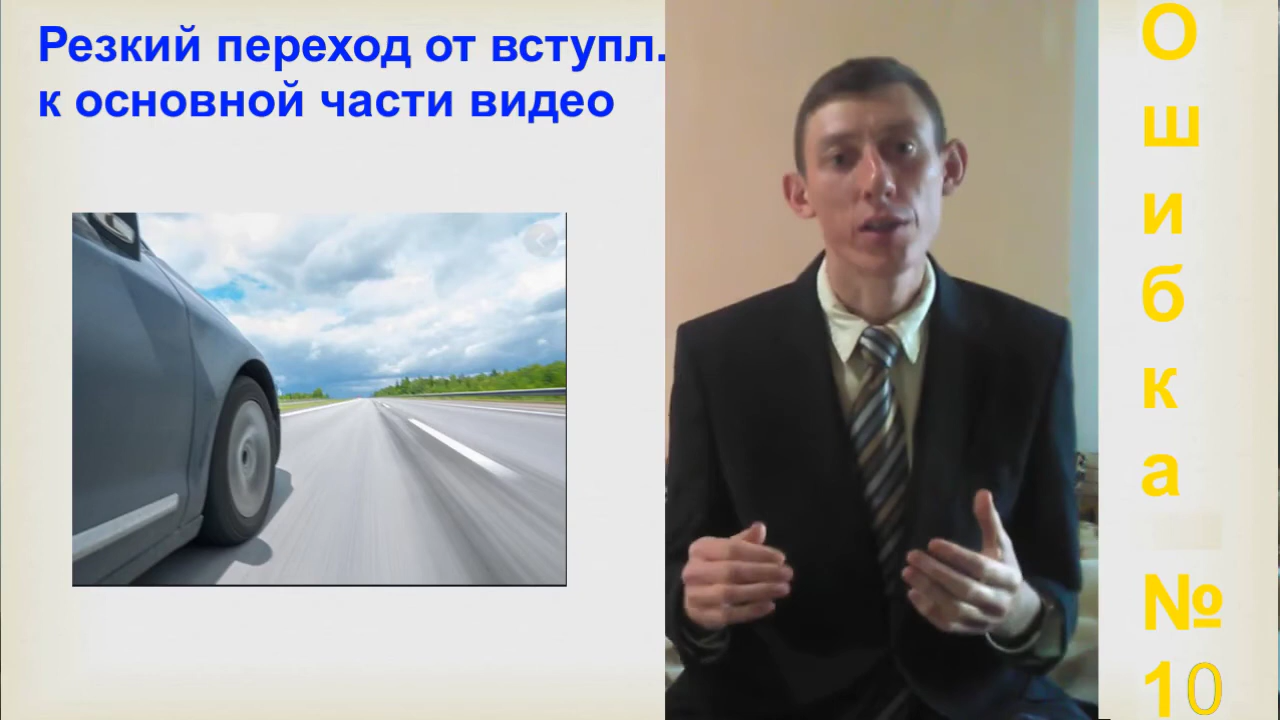 Резкий переход от вступл.
к основной части видео
Ошибка
№
10